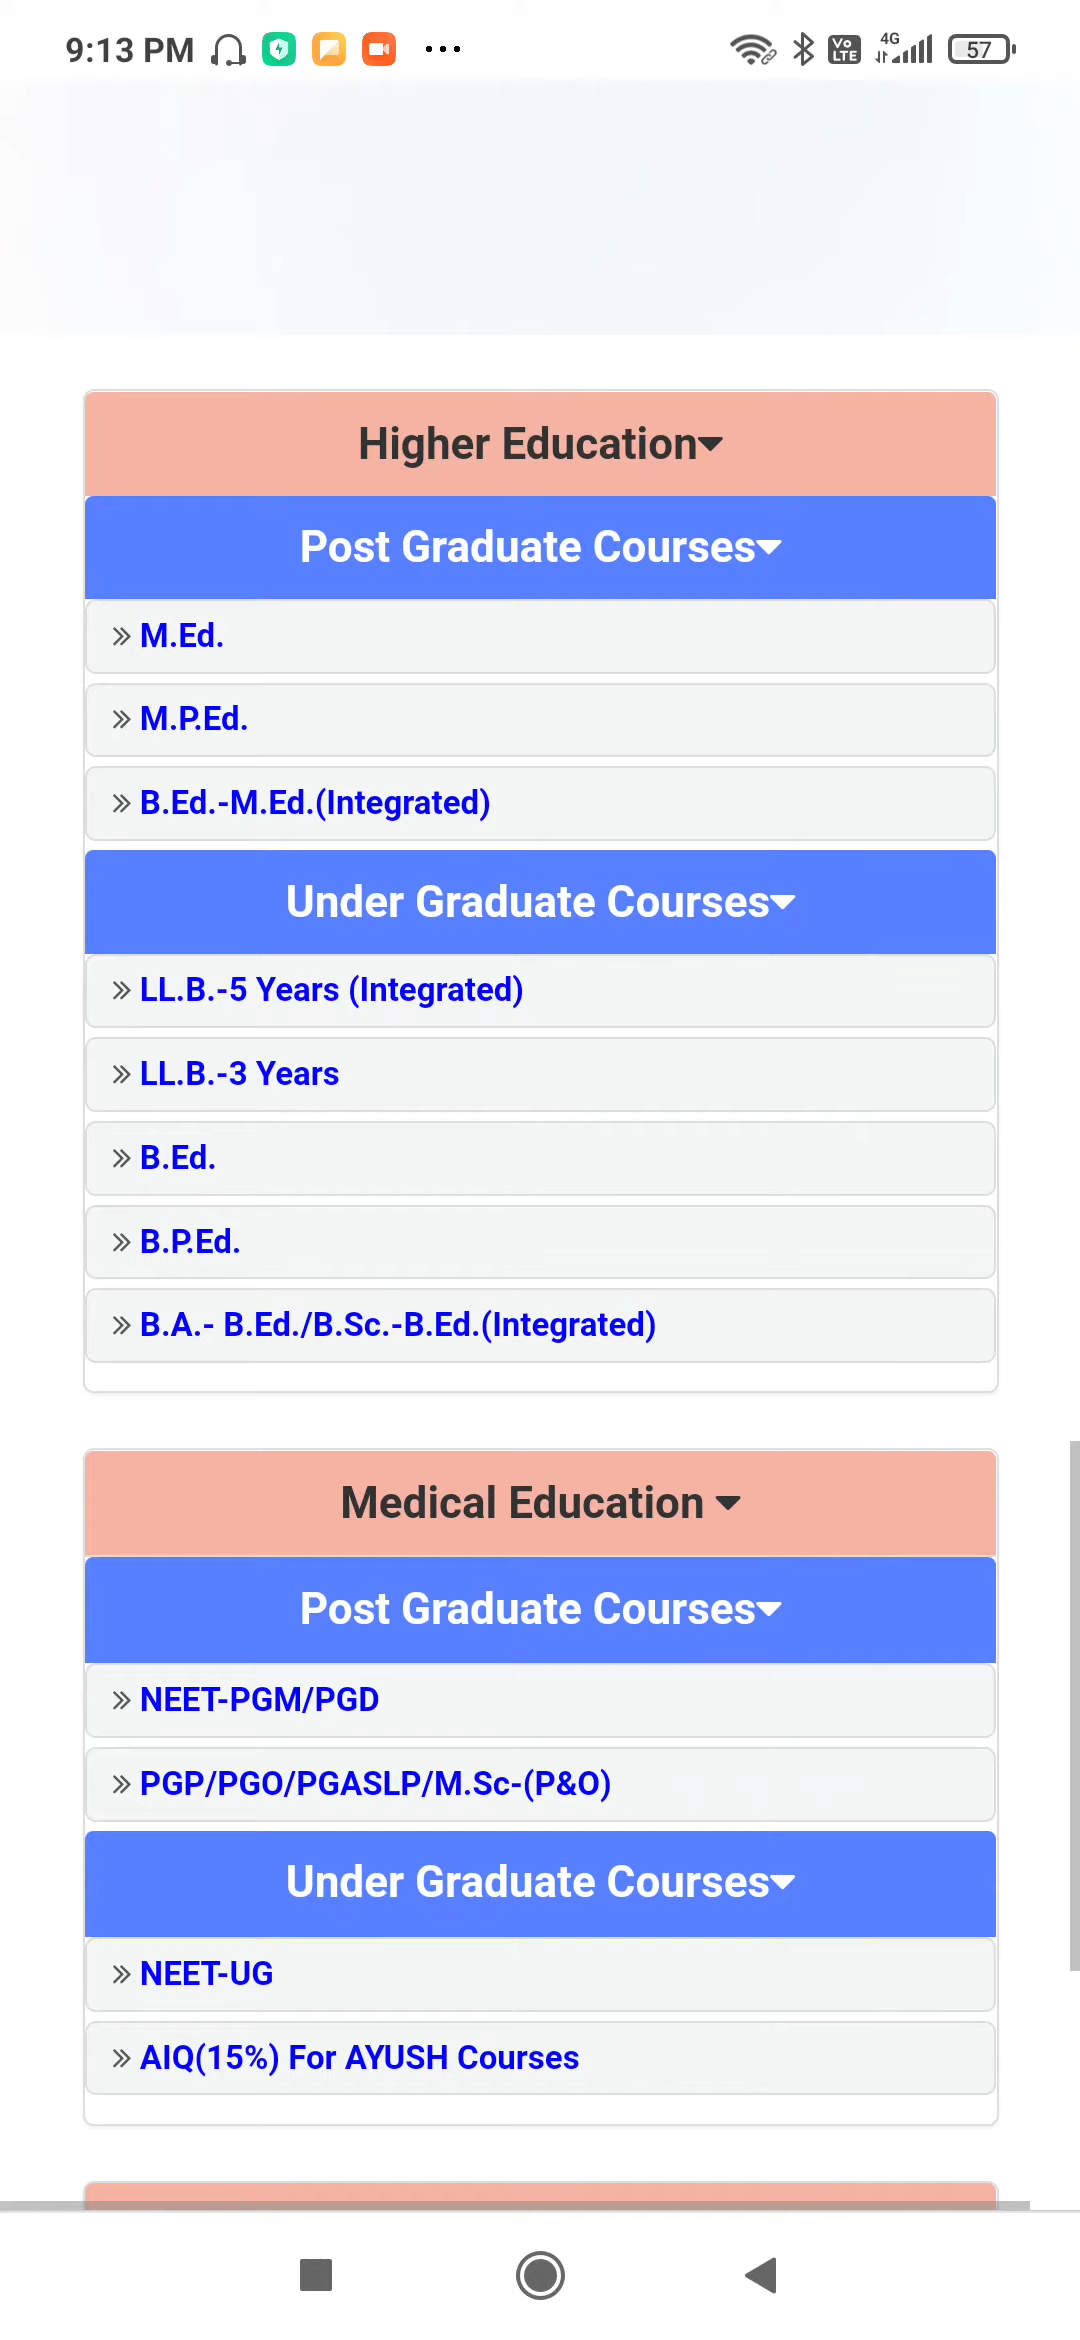 9:13 PM
Vo LTE
4G
57
Higher Education
Post Graduate Courses
» M.Ed.
» M.P.Ed.
» B.Ed.-M.Ed.(Integrated)
Under Graduate Courses
» LL.B.-5 Years (Integrated)
» LL.B.-3 Years
» B.Ed.
» B.P.Ed.
» B.A.- B.Ed./B.Sc.-B.Ed.(Integrated)
Medical Education
Post Graduate Courses
» NEET-PGM/PGD
» PGP/PGO/PGASLP/M.Sc-(P&O)
Under Graduate Courses
» NEET-UG
» AIQ(15%) For AYUSH Courses